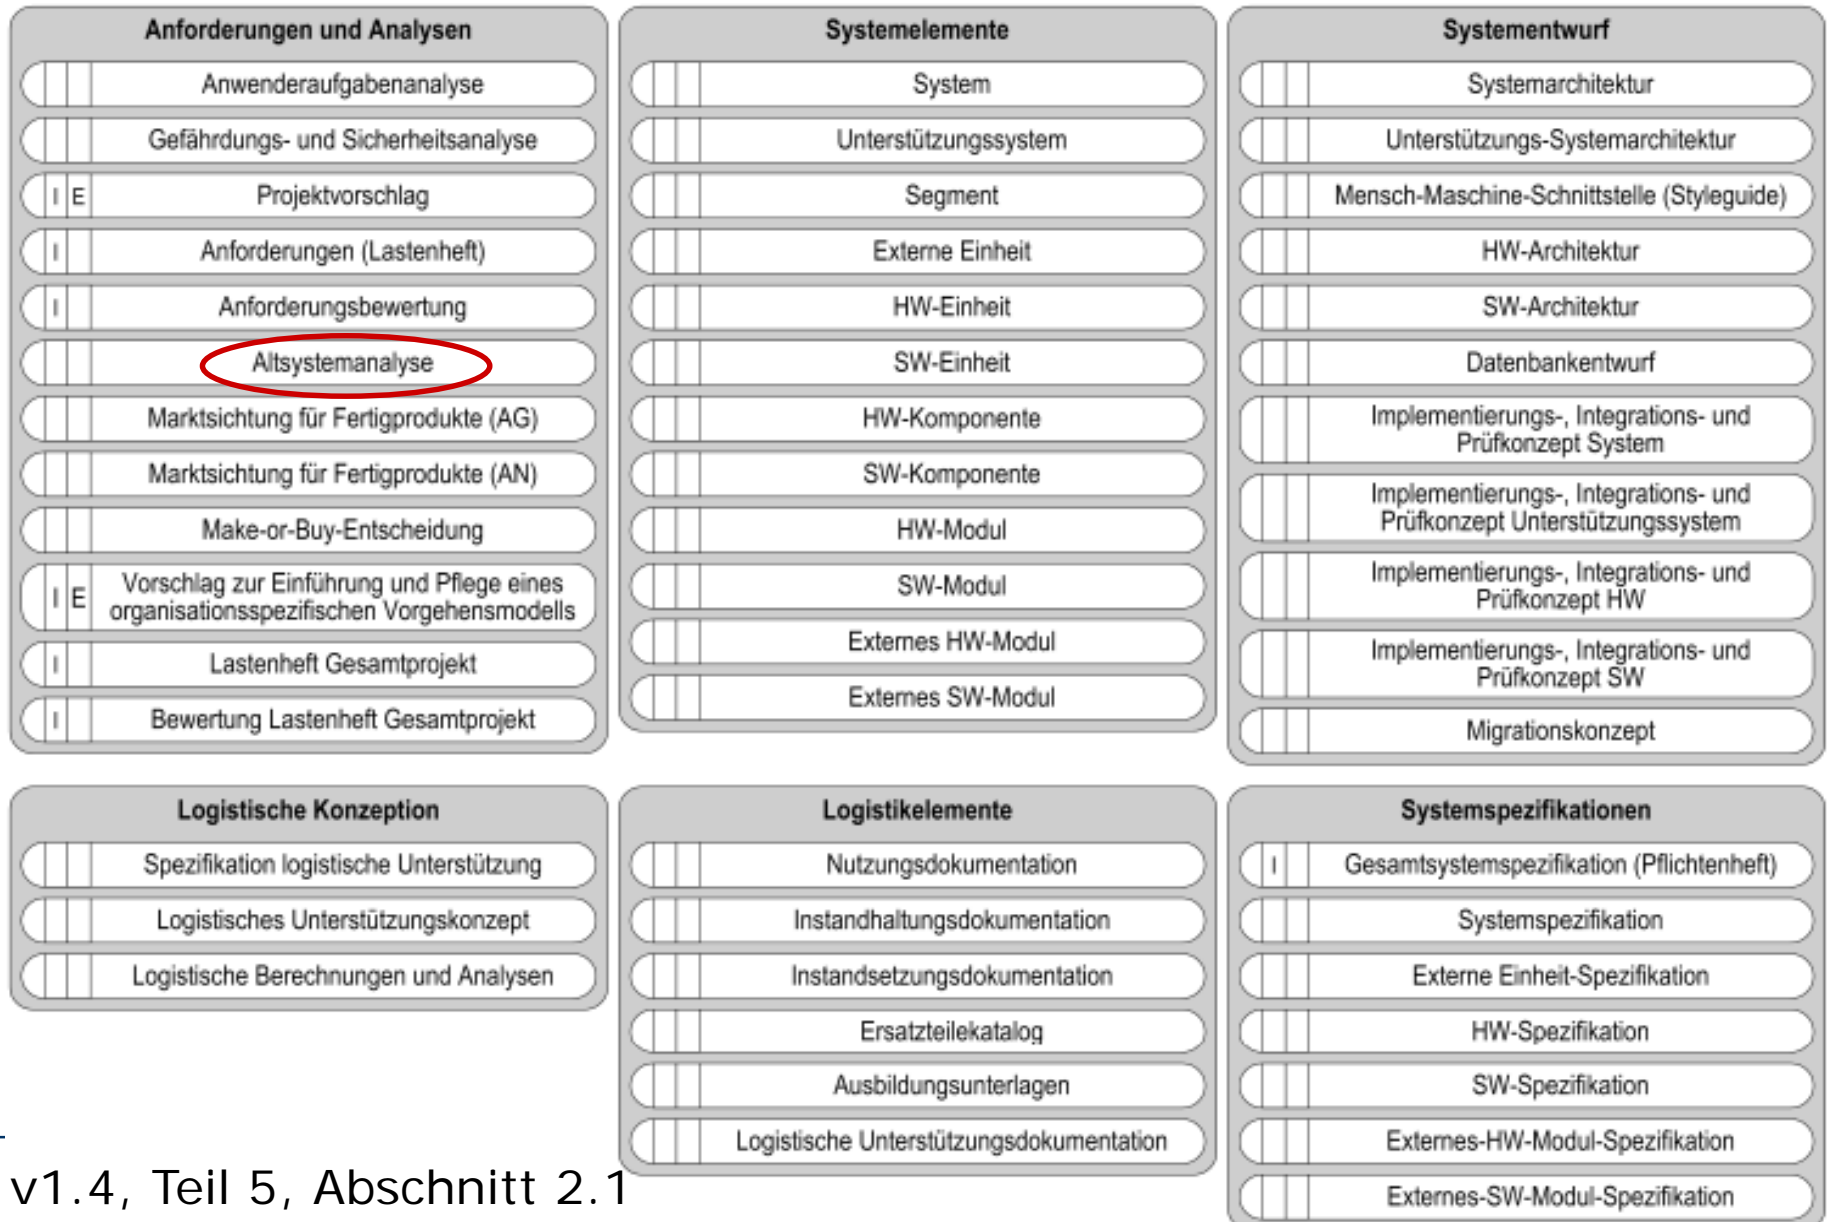 Anforderungen und Analysen
Anwenderaufgabenanalyse
Gefährdungs- und Sicherheitsanalyse
I E Projektvorschlag
I Anforderungen (Lastenheft)
I Anforderungsbewertung
Altsystemanalyse
Marktsichtung für Fertigprodukte (AG)
Marktsichtung für Fertigprodukte (AN)
Make-or-Buy-Entscheidung
I E Vorschlag zur Einführung und Pflege eines
organisationsspezifischen Vorgehensmodells
I Lastenheft Gesamtprojekt
I Bewertung Lastenheft Gesamtprojekt
Systemelemente
System
Unterstützungssystem
Segment
Externe Einheit
HW-Einheit
SW-Einheit
HW-Komponente
SW-Komponente
HW-Modul
SW-Modul
Externes HW-Modul
Externes SW-Modul
Systementwurf
Systemarchitektur
Unterstützungs-Systemarchitektur
Mensch-Maschine-Schnittstelle (Styleguide)
HW-Architektur
SW-Architektur
Datenbankentwurf
Implementierungs-, Integrations- und
Prüfkonzept System
Implementierungs-, Integrations- und
Prüfkonzept Unterstützungssystem
Implementierungs-, Integrations- und
Prüfkonzept HW
Implementierungs-, Integrations- und
Prüfkonzept SW
Migrationskonzept
Logistische Konzeption
Spezifikation logistische Unterstützung
Logistisches Unterstützungskonzept
Logistische Berechnungen und Analysen
Logistikelemente
Nutzungsdokumentation
Instandhaltungsdokumentation
Instandsetzungsdokumentation
Ersatzteilekatalog
Ausbildungsunterlagen
Logistische Unterstützungsdokumentation
Systemspezifikationen
I Gesamtsystemspezifikation (Pflichtenheft)
Systemspezifikation
Externe Einheit-Spezifikation
HW-Spezifikation
SW-Spezifikation
Externes-HW-Modul-Spezifikation
Externes-SW-Modul-Spezifikation
v1.4, Teil 5, Abschnitt 2.1